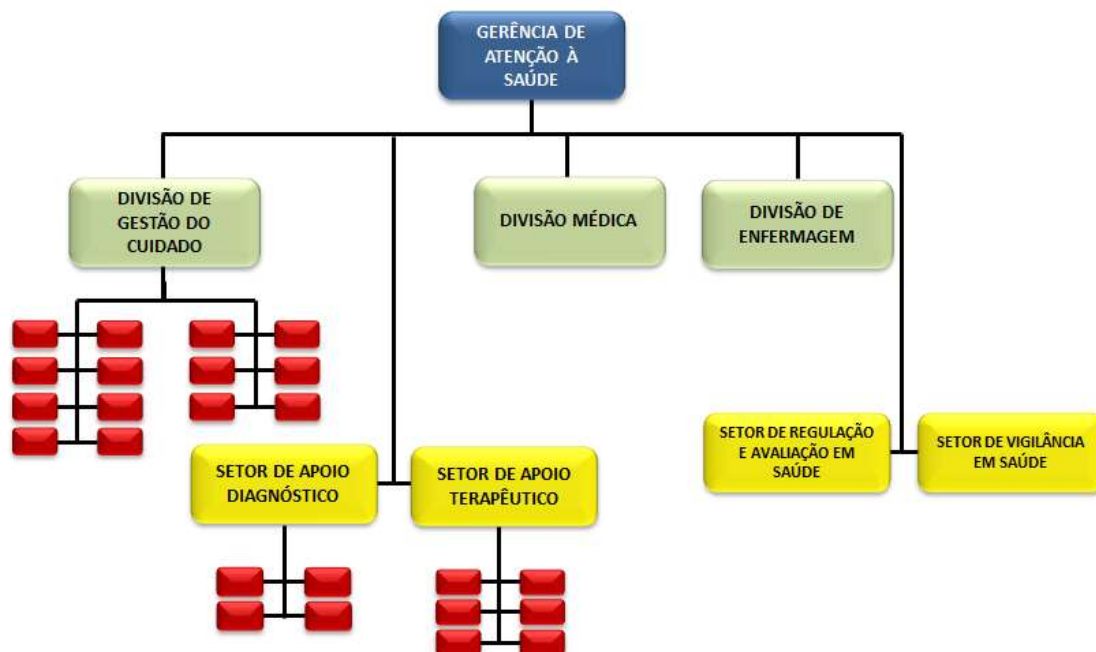 GERÊNCIA DE
ATENÇÃO À
SAÚDE
DIVISÃO DE
GESTÃO DO
CUIDADO
DIVISÃO MÉDICA
DIVISÃO DE
ENFERMAGEM
SETOR DE APOIO
DIAGNÓSTICO
SETOR DE APOIO
TERAPÊUTICO
SETOR DE REGULAÇÃO
E AVALIAÇÃO EM
SAÚDE
SETOR DE VIGILÂNCIA
EM SAÚDE